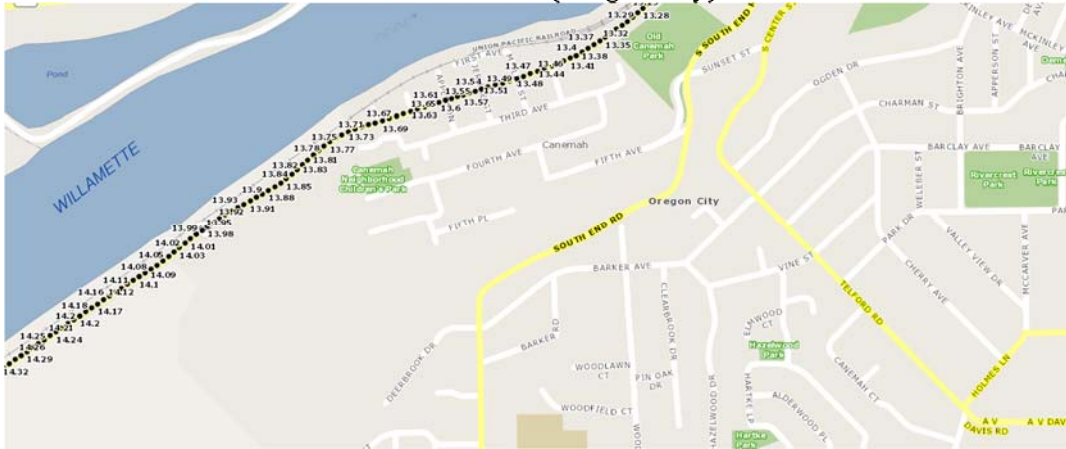 13.29
13.28
UNION PACIFIC RAILROAD
13.37
13.32
13.35
Old
Canemah
Park
S CENTER ST
FIRST AVE
13.4
13.38
13.41
SUNSET ST
OGDEN DR
BRIGHTON AVE
APPERSON ST
Pond
13.47
13.46
13.44
13.54
13.49
13.48
13.51
13.61
13.55
13.57
13.65
13.6
13.63
THIRD AVE
CHARMAN ST
13.71
13.67
13.69
13.75
13.73
13.78
13.77
Canemah
FOURTH AVE
FIFTH AVE
BARCLAY AVE
BARCLAY
AVE
WILLAMETTE
13.82
13.81
13.84
13.83
Canemah
Neighborhood
Children's Park
WELEBER ST
Rivercrest
Park
13.9
13.85
13.88
13.93
13.91
13.92
13.95
Oregon City
13.99
13.98
FIFTH PL
PARK DR
SOUTH END RD
14.02
14.01
14.05
14.03
VALLEY VIEW DR
MCCARVER AVE
14.08
14.09
BARKER AVE
VINE ST
CHERRY AVE
14.11
14.1
14.16
14.12
CLEARBROOK DR
TELFORD RD
14.18
14.17
14.2
ELMWOOD
CT
14.21
14.25
14.24
BARKER
RD
Hazelwood
Park
14.26
14.29
14.32
DEERBROOK DR
WOODLAWN
CT
PIN OAK
DR
HAZELWOOD DR
HARTKE LP
CANEMAH CT
HOLMES LN
WOODFIELD CT
ALDERWOOD PL
A V
DAVIS RD
Hartke
Park